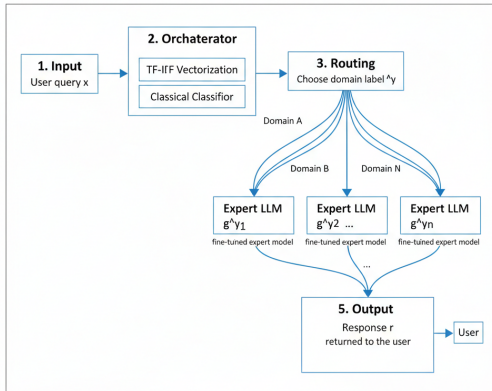 1. Input
User query x
2. Orchaterator
TF-IFF Vectorization
Classical Classifior
3. Routing
Choose domain label ^y
Domain A
Domain B
Domain N
Expert LLM
g^y1
fine-tuned expert model
Expert LLM
g^y2 ...
fine-tuned expert model
Expert LLM
g^yn
fine-tuned expert model
...
5. Output
Response r
returned to the user
User